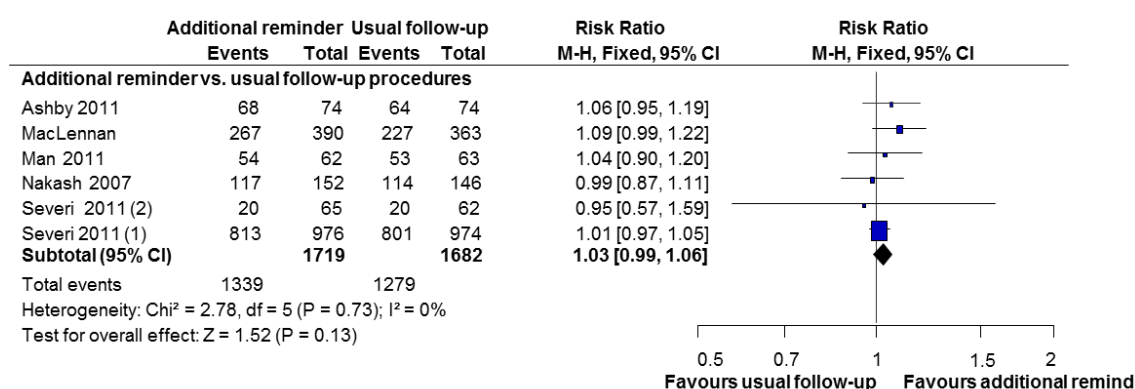 Additional reminder Usual follow-up Risk Ratio Risk Ratio
Events Total Events Total M-H, Fixed, 95% CI M-H, Fixed, 95% CI
Additional reminder vs. usual follow-up procedures
Ashby 2011 68 74 64 74 1.06 [0.95, 1.19]
MacLennan 267 390 227 363 1.09 [0.99, 1.22]
Man 2011 54 62 53 63 1.04 [0.90, 1.20]
Nakash 2007 117 152 114 146 0.99 [0.87, 1.11]
Severi 2011 (2) 20 65 20 62 0.95 [0.57, 1.59]
Severi 2011 (1) 813 976 801 974 1.01 [0.97, 1.05]
Subtotal (95% CI) 1719 1682 1.03 [0.99, 1.06]
Total events 1339 1279
Heterogeneity: Chi² = 2.78, df = 5 (P = 0.73); I² = 0%
Test for overall effect: Z = 1.52 (P = 0.13)
0.5 0.7 1 1.5 2
Favours usual follow-up Favours additional remind